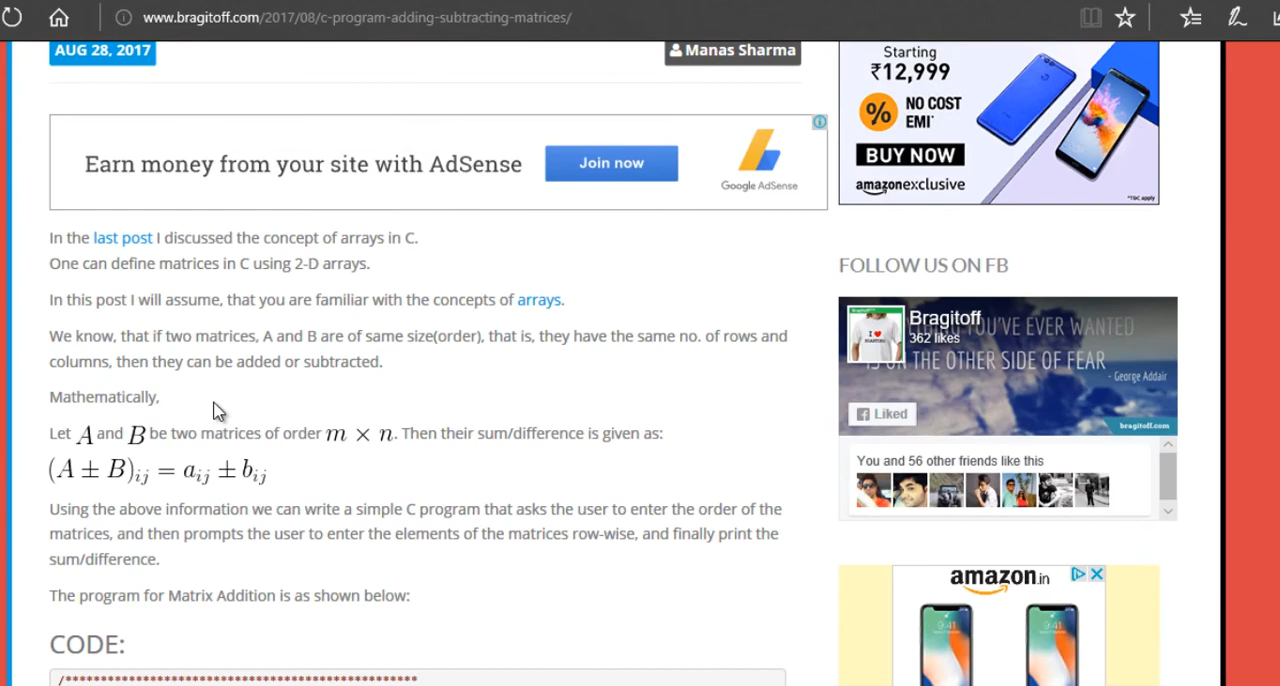 www.bragitoff.com/2017/08/c-program-adding-subtracting-matrices/
AUG 28, 2017
Manas Sharma
Earn money from your site with AdSense
Join now
Google AdSense
In the last post I discussed the concept of arrays in C.
One can define matrices in C using 2-D arrays.
In this post I will assume, that you are familiar with the concepts of arrays.
We know, that if two matrices, A and B are of same size(order), that is, they have the same no. of rows and
columns, then they can be added or subtracted.
Mathematically,
Let A and B be two matrices of order m × n. Then their sum/difference is given as:
(A ± B)ij = aij ± bij
Using the above information we can write a simple C program that asks the user to enter the order of the
matrices, and then prompts the user to enter the elements of the matrices row-wise, and finally print the
sum/difference.
The program for Matrix Addition is as shown below:
CODE:
/*************************************************
Starting
₹12,999
%
NO COST
EMI*
BUY NOW
amazonexclusive
*T&C apply
FOLLOW US ON FB
Bragitoff
362 likes
THING YOU'VE EVER WANTED
IS ON THE OTHER SIDE OF FEAR
- George Addair
Liked
bragitoff.com
You and 56 other friends like this
amazon.in